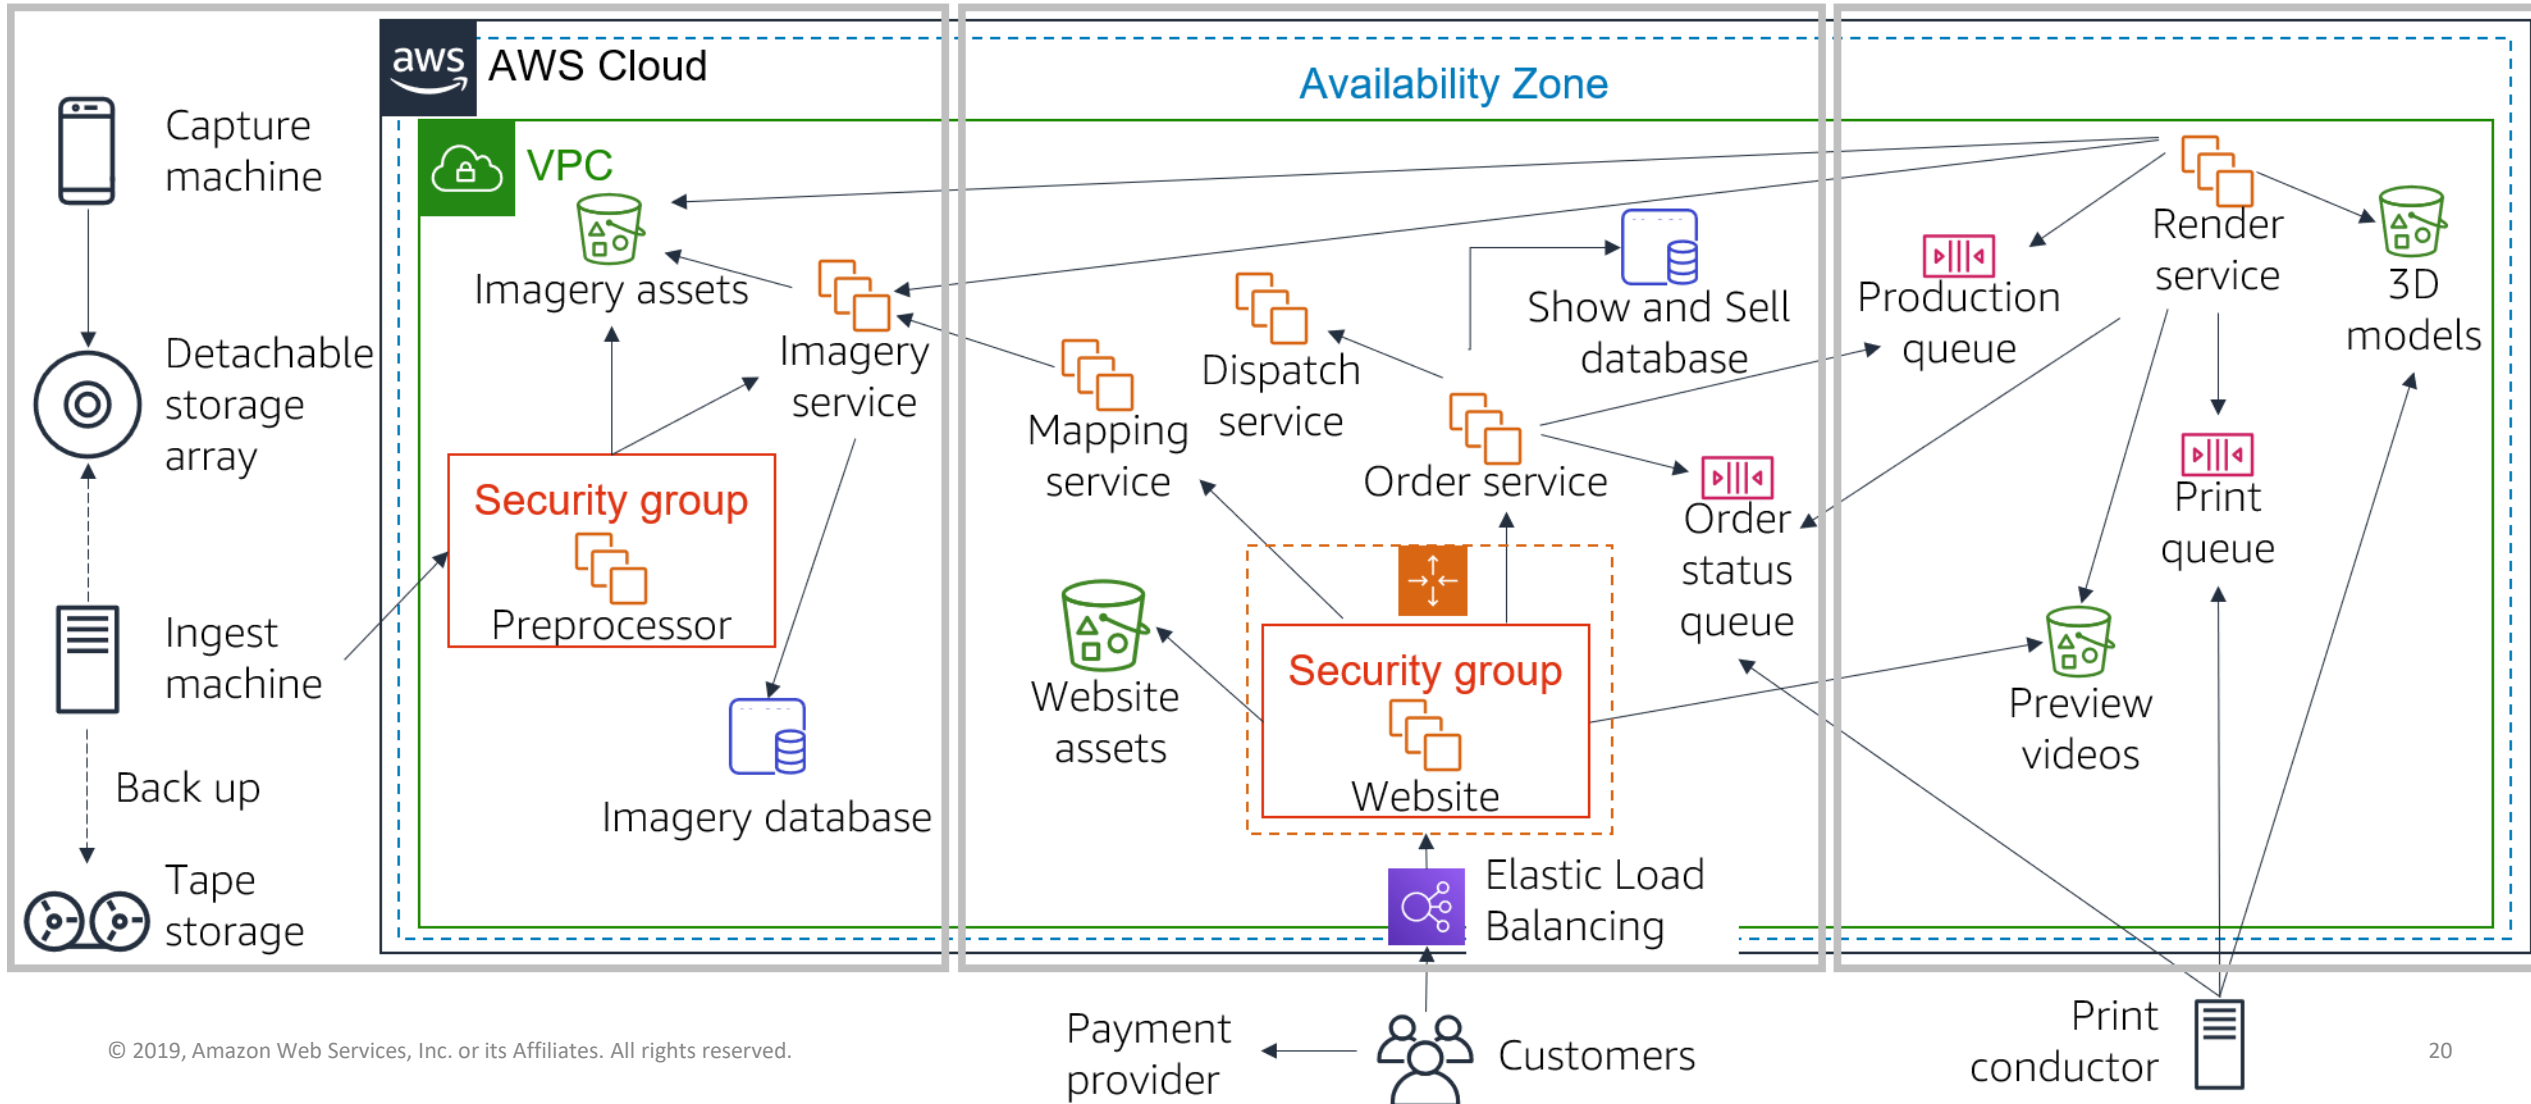 aws
AWS Cloud
Availability Zone
Capture
machine
VPC
Imagery assets
Imagery
service
Detachable
storage
array
Security group
Preprocessor
Ingest
machine
Back up
Imagery database
Tape
storage
Show and Sell
database
Dispatch
service
Mapping
service
Order service
Order
status
queue
Website
assets
Security group
Website
Elastic Load
Balancing
Render
service
Production
queue
3D
models
Print
queue
Preview
videos
Payment
provider
Customers
Print
conductor
© 2019, Amazon Web Services, Inc. or its Affiliates. All rights reserved.
20